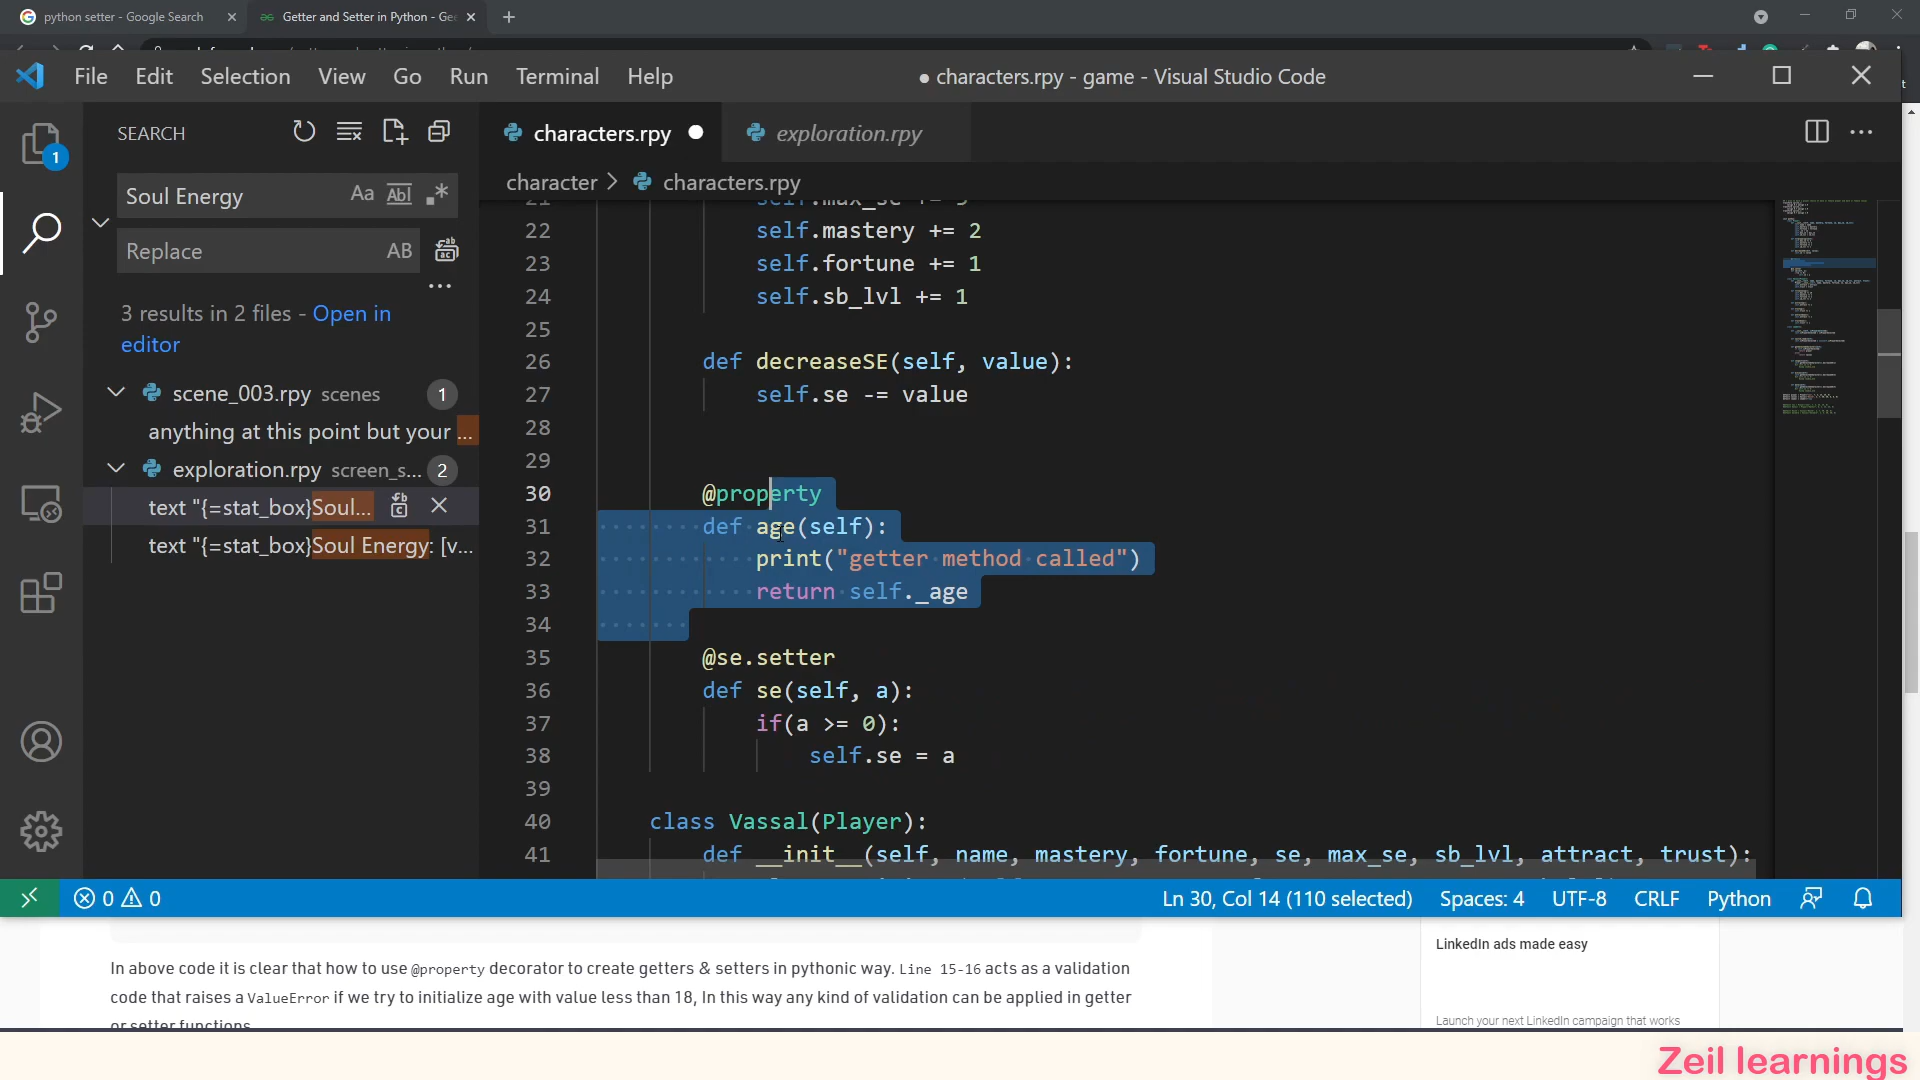 python setter - Google Search
Getter and Setter in Python - Gee
File Edit Selection View Go Run Terminal Help
● characters.rpy - game - Visual Studio Code
SEARCH
characters.rpy
exploration.rpy
1
character > characters.rpy
Soul Energy
Aa Abl
Replace
AB
3 results in 2 files - Open in
editor
scene_003.rpy scenes 1
anything at this point but your ...
exploration.rpy screen_s... 2
text "{=stat_box}Soul...
text "{=stat_box}Soul Energy: [v...
21 self.max_se += 5
22 self.mastery += 2
23 self.fortune += 1
24 self.sb_lvl += 1
25
26 def decreaseSE(self, value):
27 self.se -= value
28
29
30 @property
31 def age(self):
32 print("getter method called")
33 return self._age
34
35 @se.setter
36 def se(self, a):
37 if(a >= 0):
38 self.se = a
39
40 class Vassal(Player):
41 def __init__(self, name, mastery, fortune, se, max_se, sb_lvl, attract, trust):
0 0
Ln 30, Col 14 (110 selected) Spaces: 4 UTF-8 CRLF Python
In above code it is clear that how to use @property decorator to create getters & setters in pythonic way. Line 15-16 acts as a validation
code that raises a ValueError if we try to initialize age with value less than 18, In this way any kind of validation can be applied in getter
or setter functions
LinkedIn ads made easy
Launch your next LinkedIn campaign that works
Zeil learnings